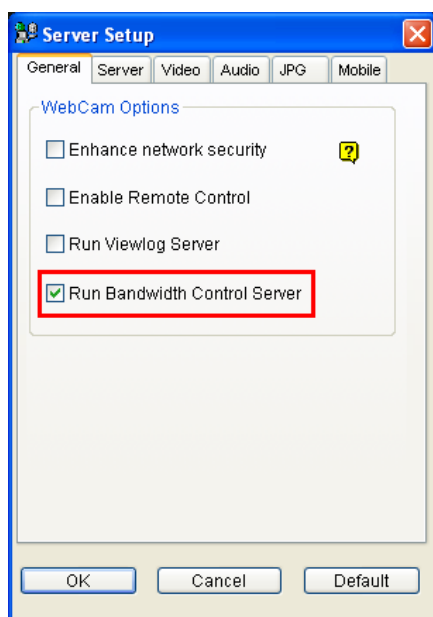 Server Setup
General Server Video Audio JPG Mobile
WebCam Options
Enhance network security
Enable Remote Control
Run Viewlog Server
Run Bandwidth Control Server
OK Cancel Default